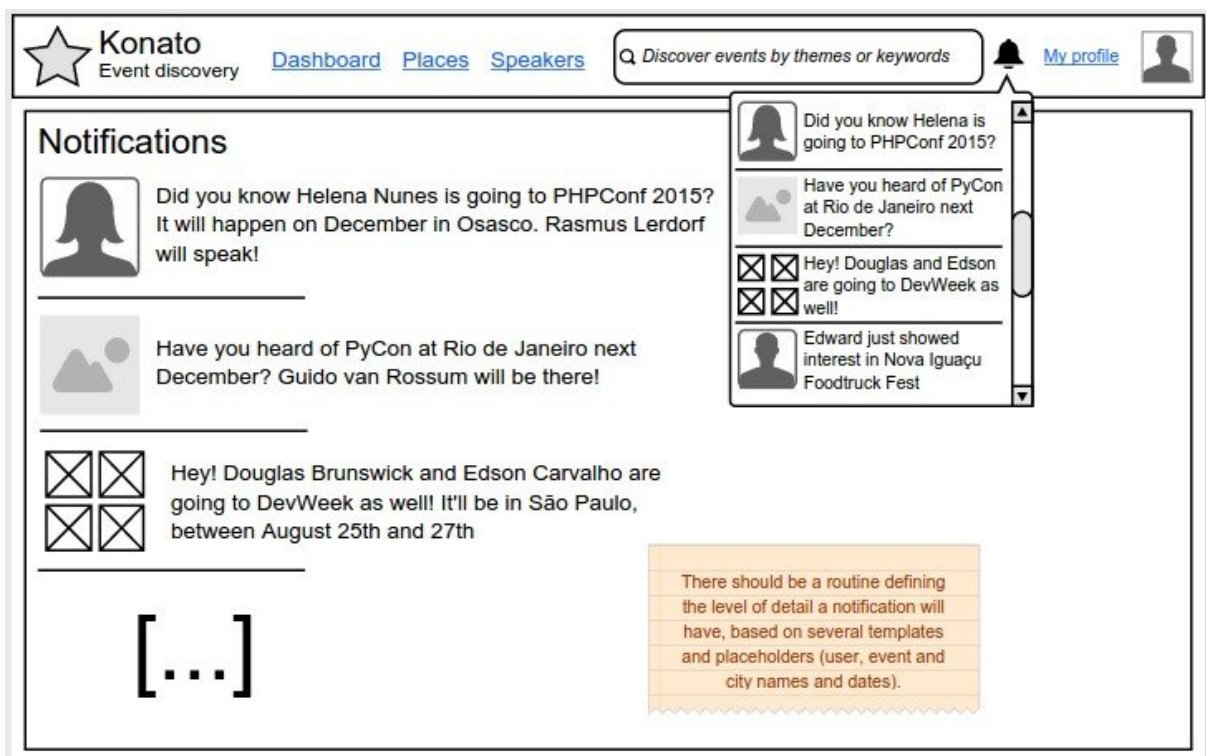 Konato
Event discovery
Dashboard Places Speakers
Discover events by themes or keywords
My profile
Notifications
Did you know Helena Nunes is going to PHPConf 2015?
It will happen on December in Osasco. Rasmus Lerdorf
will speak!
Have you heard of PyCon at Rio de Janeiro next
December? Guido van Rossum will be there!
Hey! Douglas Brunswick and Edson Carvalho are
going to DevWeek as well! It'll be in São Paulo,
between August 25th and 27th
[...]
Did you know Helena is
going to PHPConf 2015?
Have you heard of PyCon
at Rio de Janeiro next
December?
Hey! Douglas and Edson
are going to DevWeek as
well!
Edward just showed
interest in Nova Iguaçu
Foodtruck Fest
There should be a routine defining
the level of detail a notification will
have, based on several templates
and placeholders (user, event and
city names and dates).